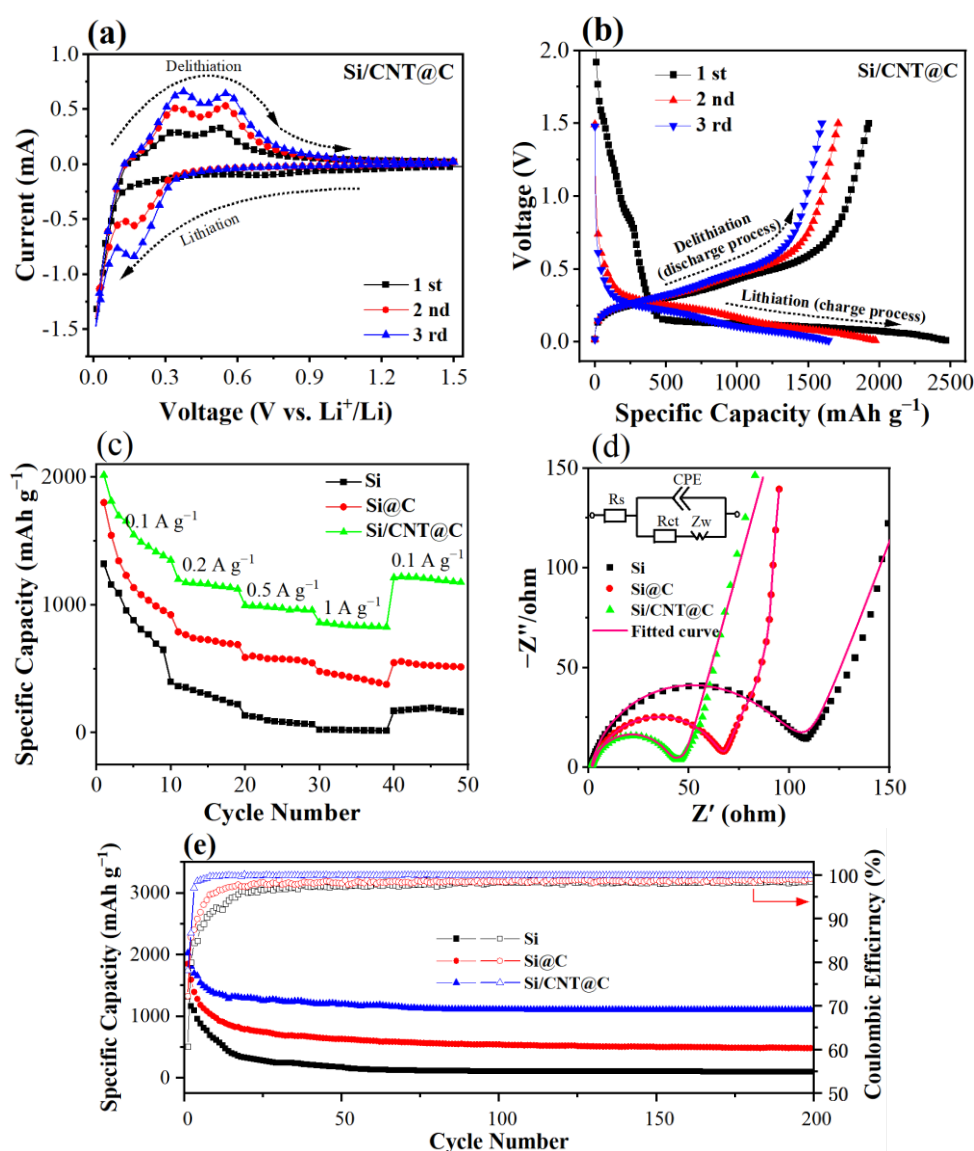 (a)
Si/CNT@C
Delithiation
Lithiation
1 st
2 nd
3 rd
1.0
0.5
0.0
-0.5
-1.0
-1.5
Current (mA)
0.0 0.3 0.6 0.9 1.2 1.5
Voltage (V vs. Li⁺/Li)
(b)
Si/CNT@C
1 st
2 nd
3 rd
Delithiation
(discharge process)
Lithiation (charge process)
2.0
1.5
1.0
0.5
0.0
Voltage (V)
0 500 1000 1500 2000 2500
Specific Capacity (mAh g⁻¹)
(c)
Si
Si@C
Si/CNT@C
0.1 A g⁻¹
0.2 A g⁻¹
0.5 A g⁻¹
1 A g⁻¹
0.1 A g⁻¹
2000
1000
0
Specific Capacity (mAh g⁻¹)
0 10 20 30 40 50
Cycle Number
(d)
CPE
Rs
Rct Zw
Si
Si@C
Si/CNT@C
Fitted curve
-150
-100
-50
0
−Z''/ohm
0 50 100 150
Z′ (ohm)
(e)
Si
Si@C
Si/CNT@C
3000
2000
1000
0
Specific Capacity (mAh g⁻¹)
100
90
80
70
60
50
Coulombic Efficirncy (%)
0 50 100 150 200
Cycle Number